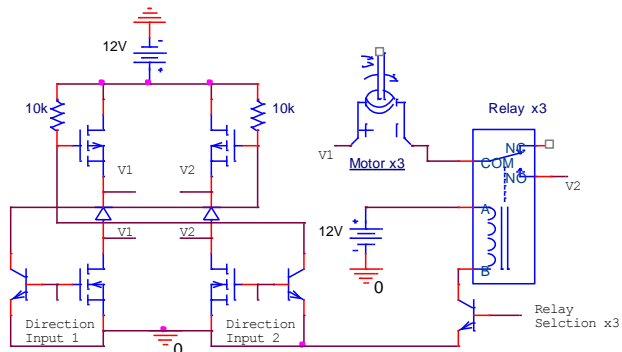 12V
10k
10k
V1
V2
V1
V2
Direction
Input 1
Direction
Input 2
0
V1
Motor x3
Relay x3
NC
COM
NO
V2
A
B
12V
0
Relay
Selction x3